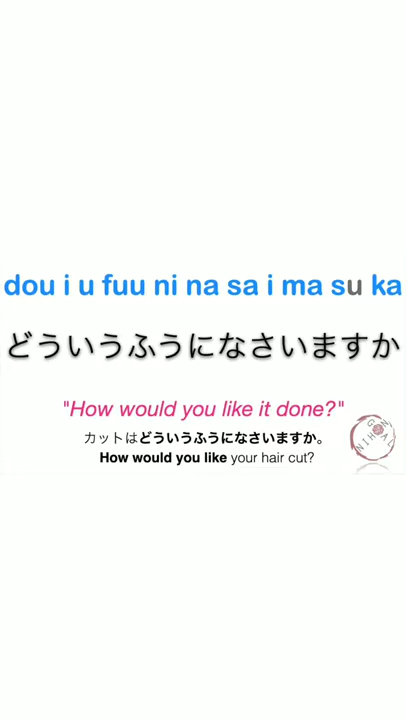 dou i u fuu ni na sa i ma su ka
どういうふうになさいますか
"How would you like it done?"
カットはどういうふうになさいますか。
How would you like your hair cut?